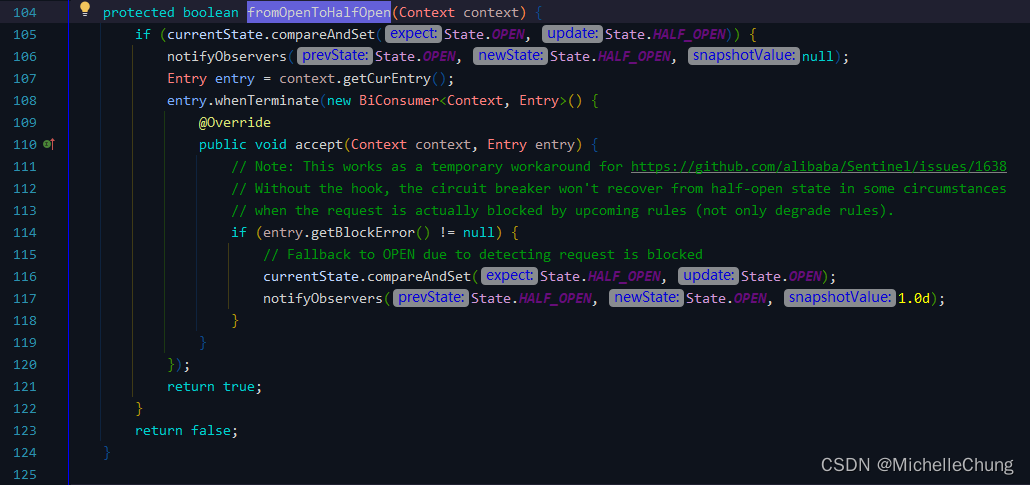 104 protected boolean fromOpenToHalfOpen(Context context) {
105 if (currentState.compareAndSet( expect: State.OPEN, update: State.HALF_OPEN)) {
106 notifyObservers( prevState: State.OPEN, newState: State.HALF_OPEN, snapshotValue: null);
107 Entry entry = context.getCurEntry();
108 entry.whenTerminate(new BiConsumer<Context, Entry>() {
109 @Override
110 public void accept(Context context, Entry entry) {
111 // Note: This works as a temporary workaround for https://github.com/alibaba/Sentinel/issues/1638
112 // Without the hook, the circuit breaker won't recover from half-open state in some circumstances
113 // when the request is actually blocked by upcoming rules (not only degrade rules).
114 if (entry.getBlockError() != null) {
115 // Fallback to OPEN due to detecting request is blocked
116 currentState.compareAndSet( expect: State.HALF_OPEN, update: State.OPEN);
117 notifyObservers( prevState: State.HALF_OPEN, newState: State.OPEN, snapshotValue: 1.0d);
118 }
119 }
120 });
121 return true;
122 }
123 return false;
124 }
125
CSDN @MichelleChung